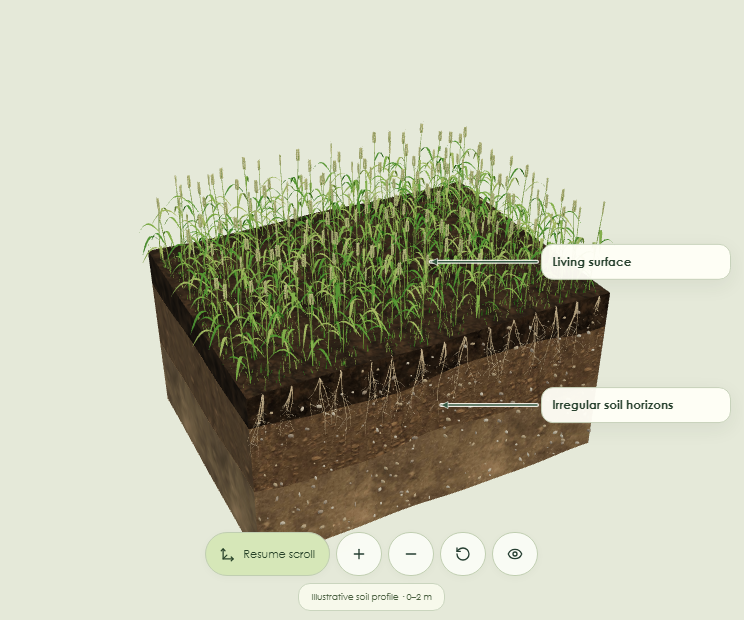 Living surface
Irregular soil horizons
Resume scroll
Illustrative soil profile · 0–2 m